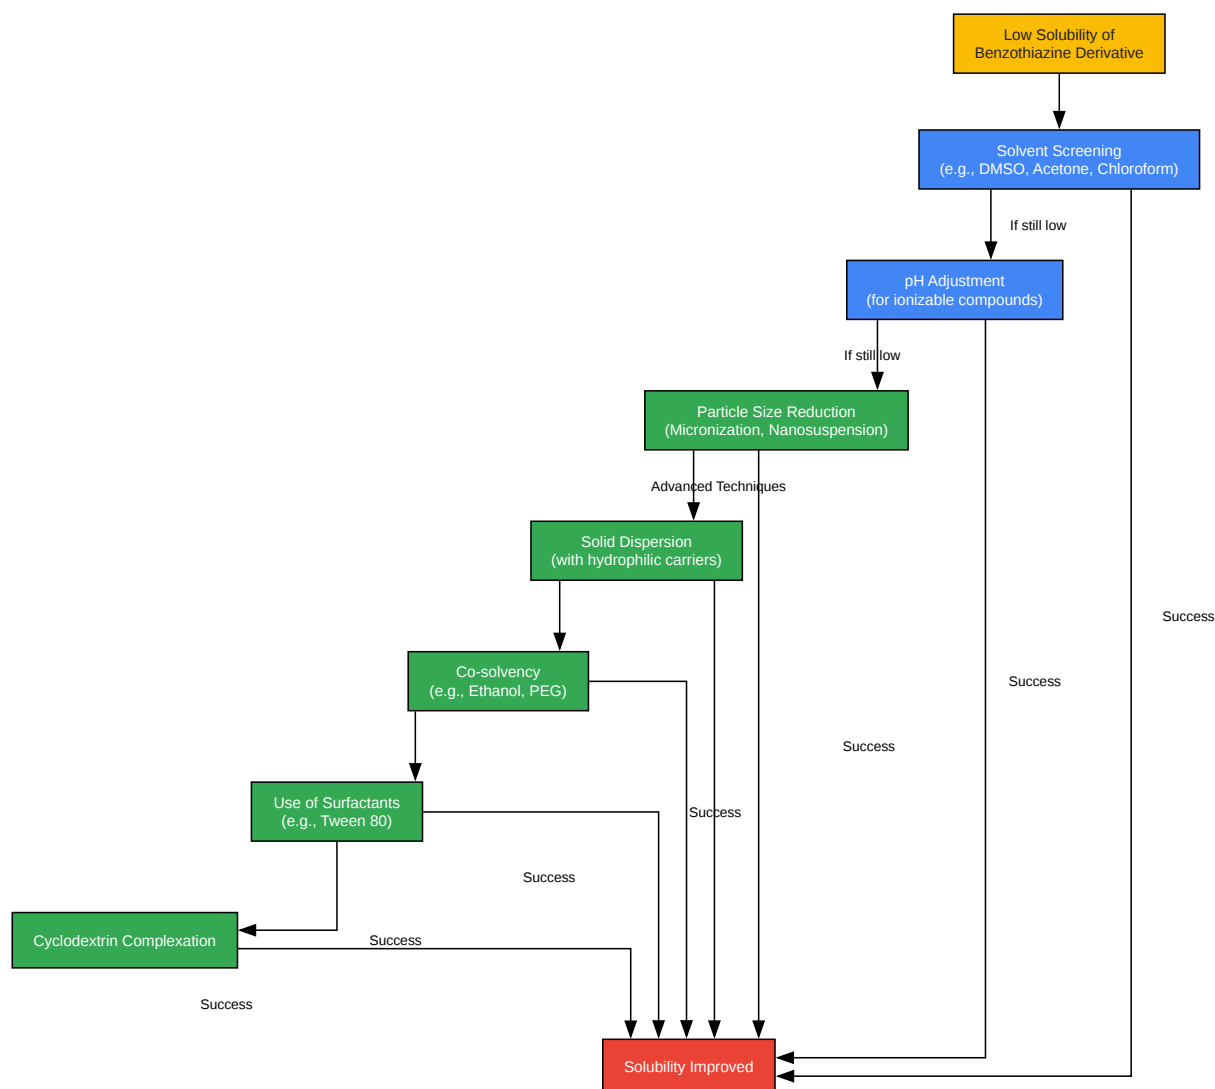 Low Solubility of
Benzothiazine Derivative
Solvent Screening
(e.g., DMSO, Acetone, Chloroform)
If still low
pH Adjustment
(for ionizable compounds)
If still low
Particle Size Reduction
(Micronization, Nanosuspension)
Advanced Techniques
Solid Dispersion
(with hydrophilic carriers)
Success
Co-solvency
(e.g., Ethanol, PEG)
Success
Success
Use of Surfactants
(e.g., Tween 80)
Success
Success
Cyclodextrin Complexation
Success
Success
Solubility Improved